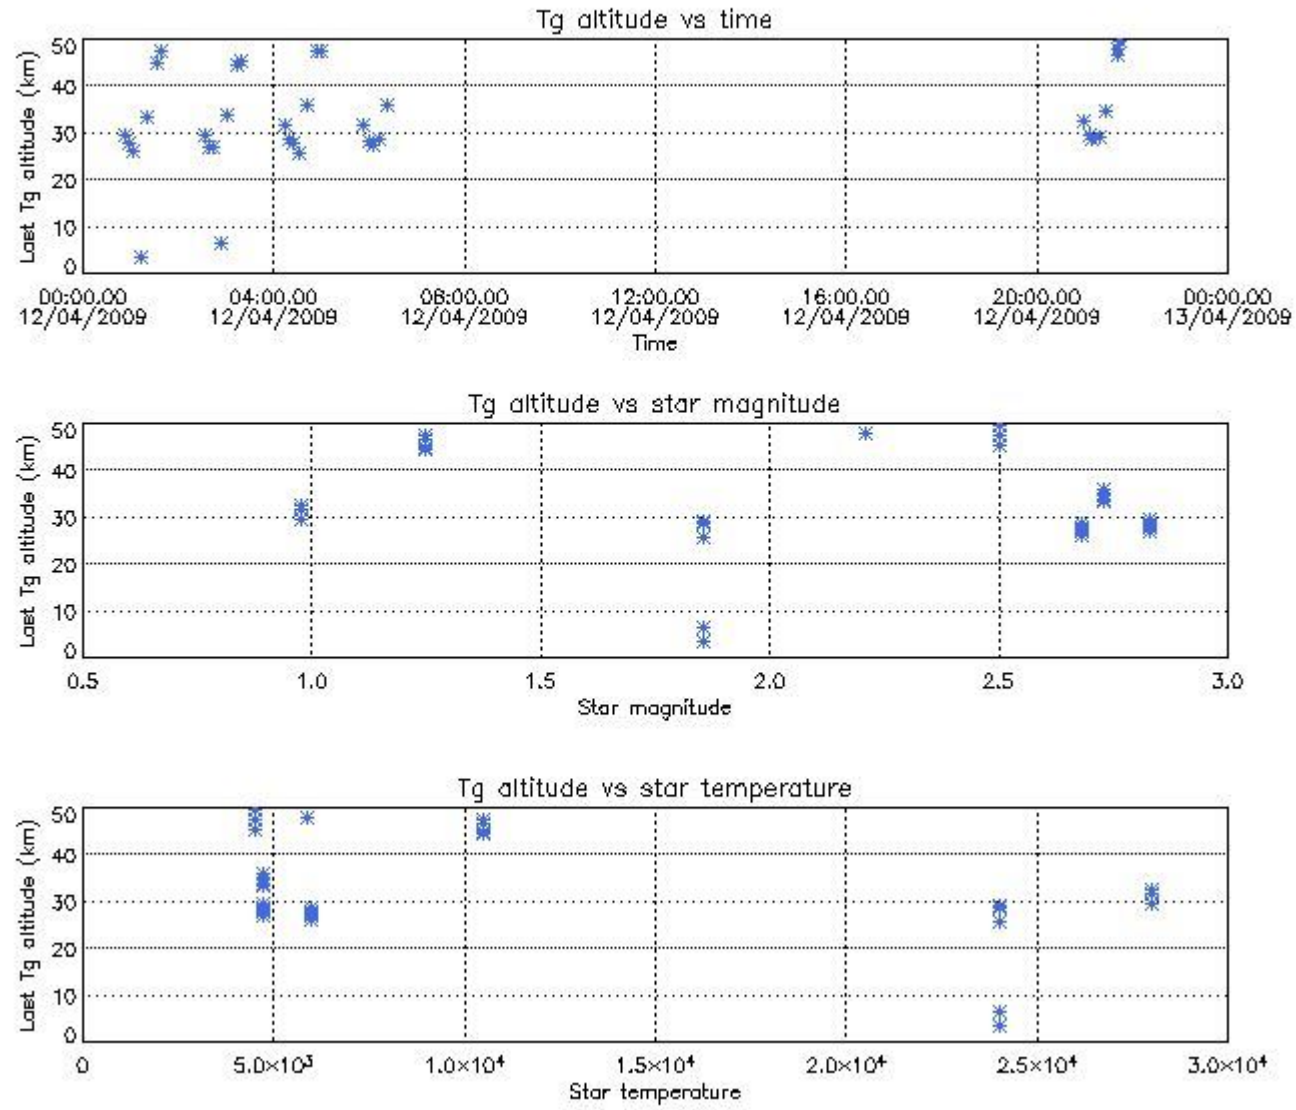 Tg altitude vs time
Last Tg altitude (km)
50
40
30
20
10
0
00:00.00 04:00.00 08:00.00 12:00.00 16:00.00 20:00.00 00:00.00
12/04/2009 12/04/2009 12/04/2009 12/04/2009 12/04/2009 12/04/2009 13/04/2009
Time
Tg altitude vs star magnitude
Last Tg altitude (km)
50
40
30
20
10
0
0.5 1.0 1.5 2.0 2.5 3.0
Star magnitude
Tg altitude vs star temperature
Last Tg altitude (km)
50
40
30
20
10
0
0 5.0×10³ 1.0×10⁴ 1.5×10⁴ 2.0×10⁴ 2.5×10⁴ 3.0×10⁴
Star temperature